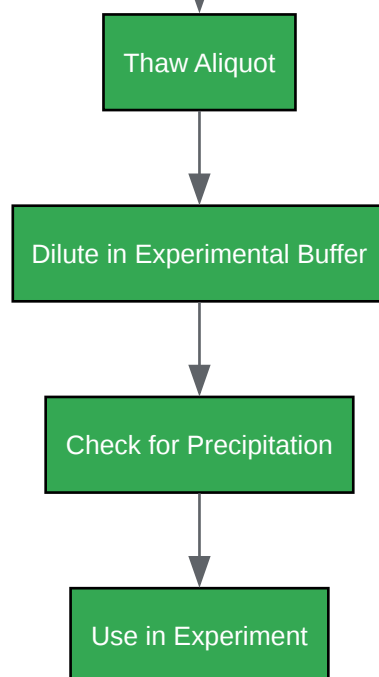 Thaw Aliquot
Dilute in Experimental Buffer
Check for Precipitation
Use in Experiment